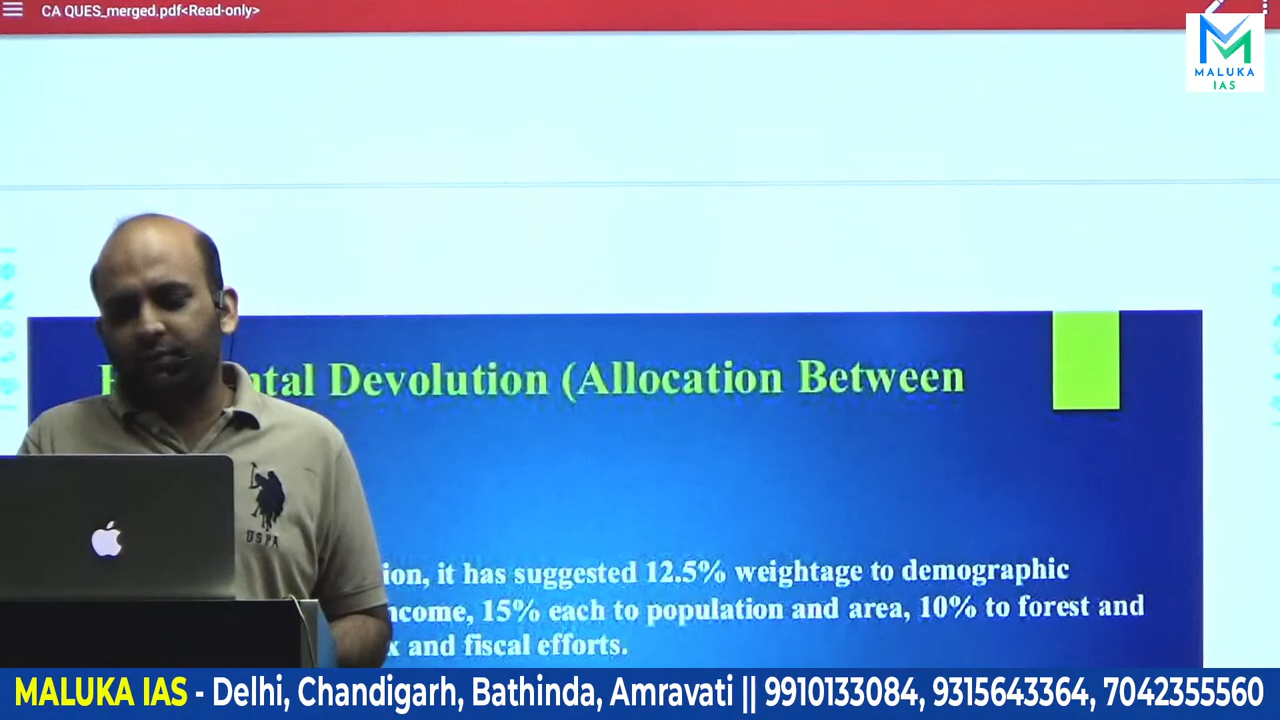 CA QUES_merged.pdf<Read-only>
MALUKA
IAS
ntal Devolution (Allocation Between
ion, it has suggested 12.5% weightage to demographic
ncome, 15% each to population and area, 10% to forest and
x and fiscal efforts.
USPA
MALUKA IAS - Delhi, Chandigarh, Bathinda, Amravati || 9910133084, 9315643364, 7042355560